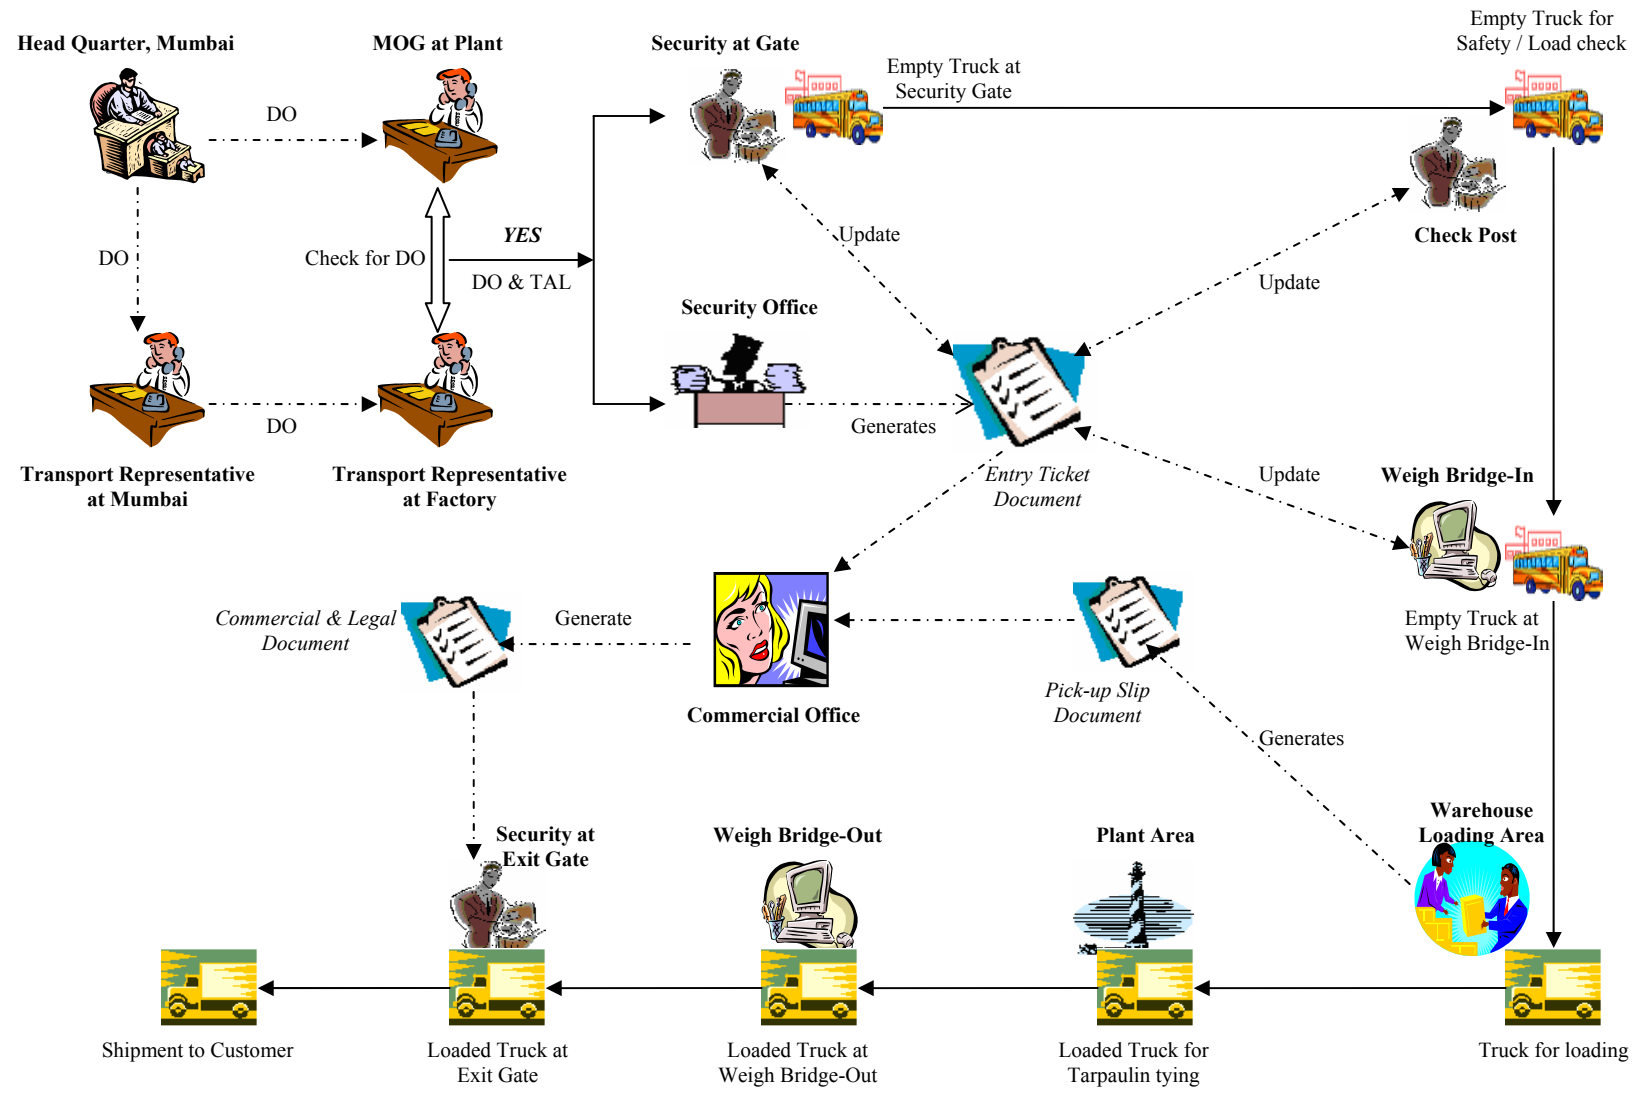 Head Quarter, Mumbai
MOG at Plant
Security at Gate
Empty Truck for
Safety / Load check
Empty Truck at
Security Gate
DO
DO
Check for DO
YES
DO & TAL
Update
Check Post
Update
Security Office
Generates
DO
Transport Representative
at Mumbai
Transport Representative
at Factory
Entry Ticket
Document
Update
Weigh Bridge-In
Empty Truck at
Weigh Bridge-In
Commercial & Legal
Document
Generate
Commercial Office
Pick-up Slip
Document
Generates
Warehouse
Loading Area
Plant Area
Weigh Bridge-Out
Security at
Exit Gate
Shipment to Customer
Loaded Truck at
Exit Gate
Loaded Truck at
Weigh Bridge-Out
Loaded Truck for
Tarpaulin tying
Truck for loading